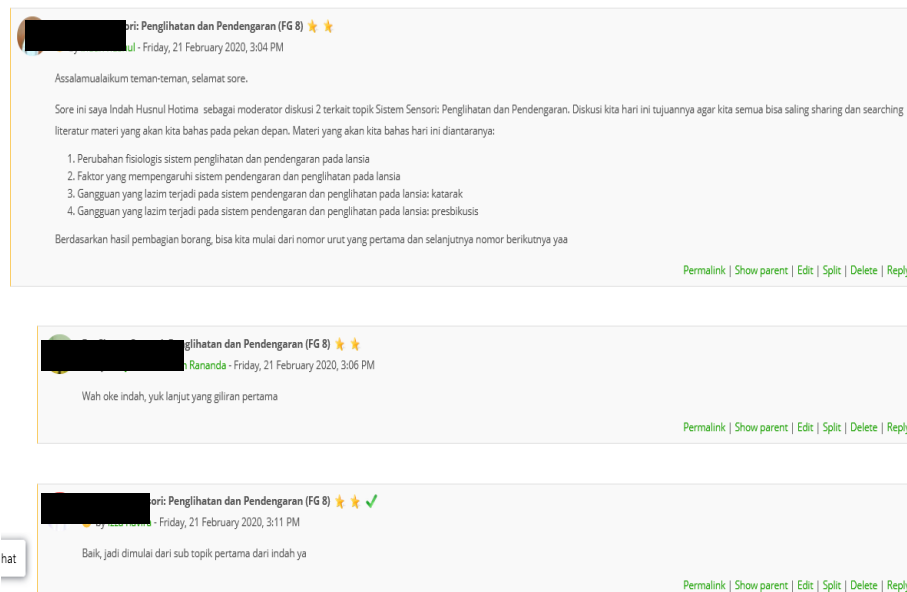 ori: Penglihatan dan Pendengaran (FG 8)
ul - Friday, 21 February 2020, 3:04 PM
Assalamualaikum teman-teman, selamat sore.
Sore ini saya Indah Husnul Hotima sebagai moderator diskusi 2 terkait topik Sistem Sensori: Penglihatan dan Pendengaran. Diskusi kita hari ini tujuannya agar kita semua bisa saling sharing dan searching
literatur materi yang akan kita bahas pada pekan depan. Materi yang akan kita bahas hari ini diantaranya:
1. Perubahan fisiologis sistem penglihatan dan pendengaran pada lansia
2. Faktor yang mempengaruhi sistem pendengaran dan penglihatan pada lansia
3. Gangguan yang lazim terjadi pada sistem pendengaran dan penglihatan pada lansia: katarak
4. Gangguan yang lazim terjadi pada sistem pendengaran dan penglihatan pada lansia: presbikusis
Berdasarkan hasil pembagian borang, bisa kita mulai dari nomor urut yang pertama dan selanjutnya nomor berikutnya yaa
Permalink | Show parent | Edit | Split | Delete | Reply
glihatan dan Pendengaran (FG 8)
n Rananda - Friday, 21 February 2020, 3:06 PM
Wah oke indah, yuk lanjut yang giliran pertama
Permalink | Show parent | Edit | Split | Delete | Reply
ori: Penglihatan dan Pendengaran (FG 8)
- Friday, 21 February 2020, 3:11 PM
Baik, jadi dimulai dari sub topik pertama dari indah ya
hat
Permalink | Show parent | Edit | Split | Delete | Reply